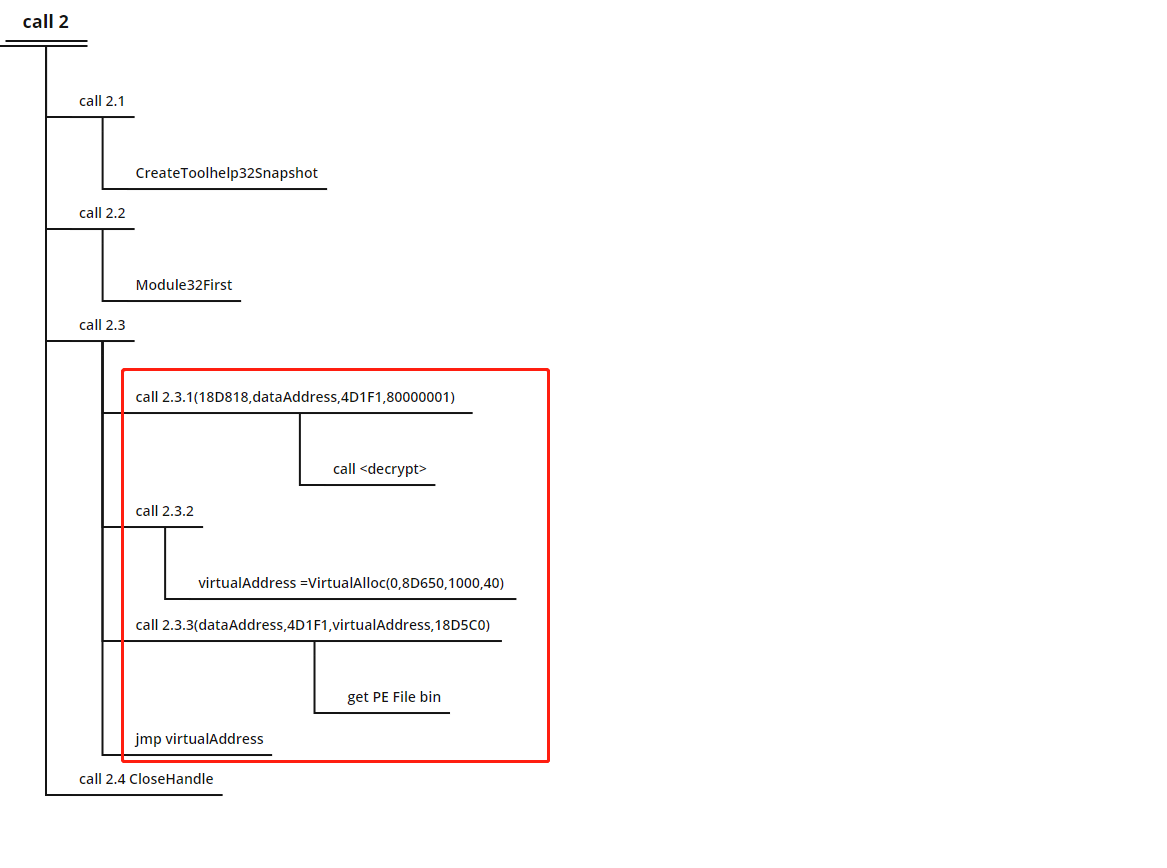 call 2
call 2.1
CreateToolhelp32Snapshot
call 2.2
Module32First
call 2.3
call 2.3.1(18D818,dataAddress,4D1F1,80000001)
call <decrypt>
call 2.3.2
virtualAddress =VirtualAlloc(0,8D650,1000,40)
call 2.3.3(dataAddress,4D1F1,virtualAddress,18D5C0)
get PE File bin
jmp virtualAddress
call 2.4 CloseHandle